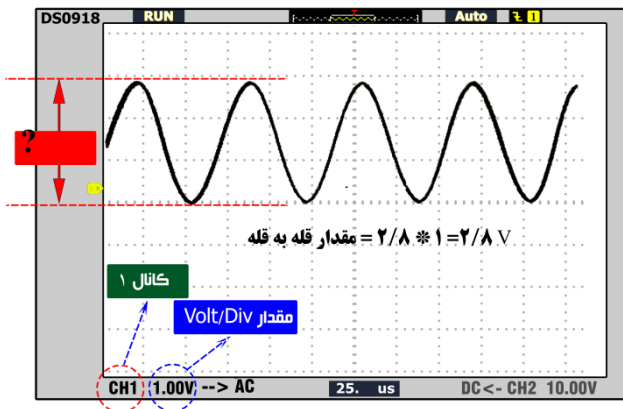 DS0918 RUN Auto 1
?
مقدار قله به قله = ۲/۸ * ۱ =۲/۸ V
کانال ۱
مقدار Volt/Div
CH1 1.00V --> AC 25. us DC<- CH2 10.00V